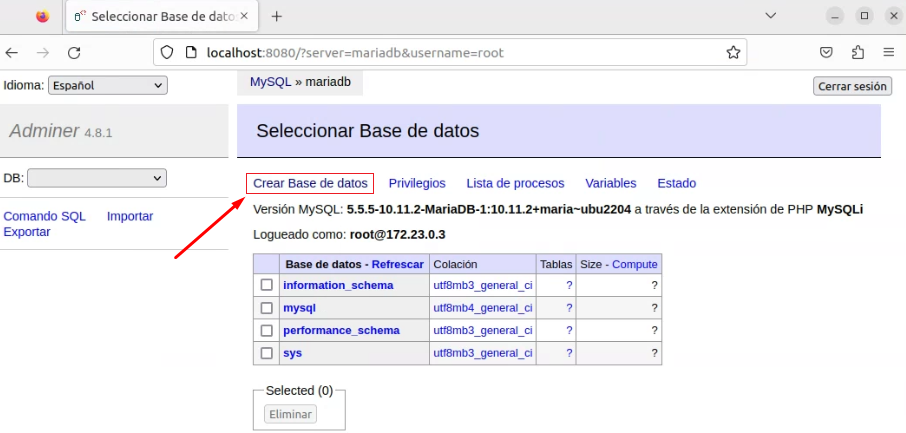 Seleccionar Base de dato
localhost:8080/?server=mariadb&username=root
Idioma: Español
MySQL » mariadb
Cerrar sesión
Adminer 4.8.1
Seleccionar Base de datos
DB:
Crear Base de datos Privilegios Lista de procesos Variables Estado
Comando SQL Importar
Exportar
Versión MySQL: 5.5.5-10.11.2-MariaDB-1:10.11.2+maria~ubu2204 a través de la extensión de PHP MySQLi
Logueado como: root@172.23.0.3
Base de datos - Refrescar Colación Tablas Size - Compute
information_schema utf8mb3_general_ci ? ?
mysql utf8mb4_general_ci ? ?
performance_schema utf8mb3_general_ci ? ?
sys utf8mb3_general_ci ? ?
Selected (0)
Eliminar